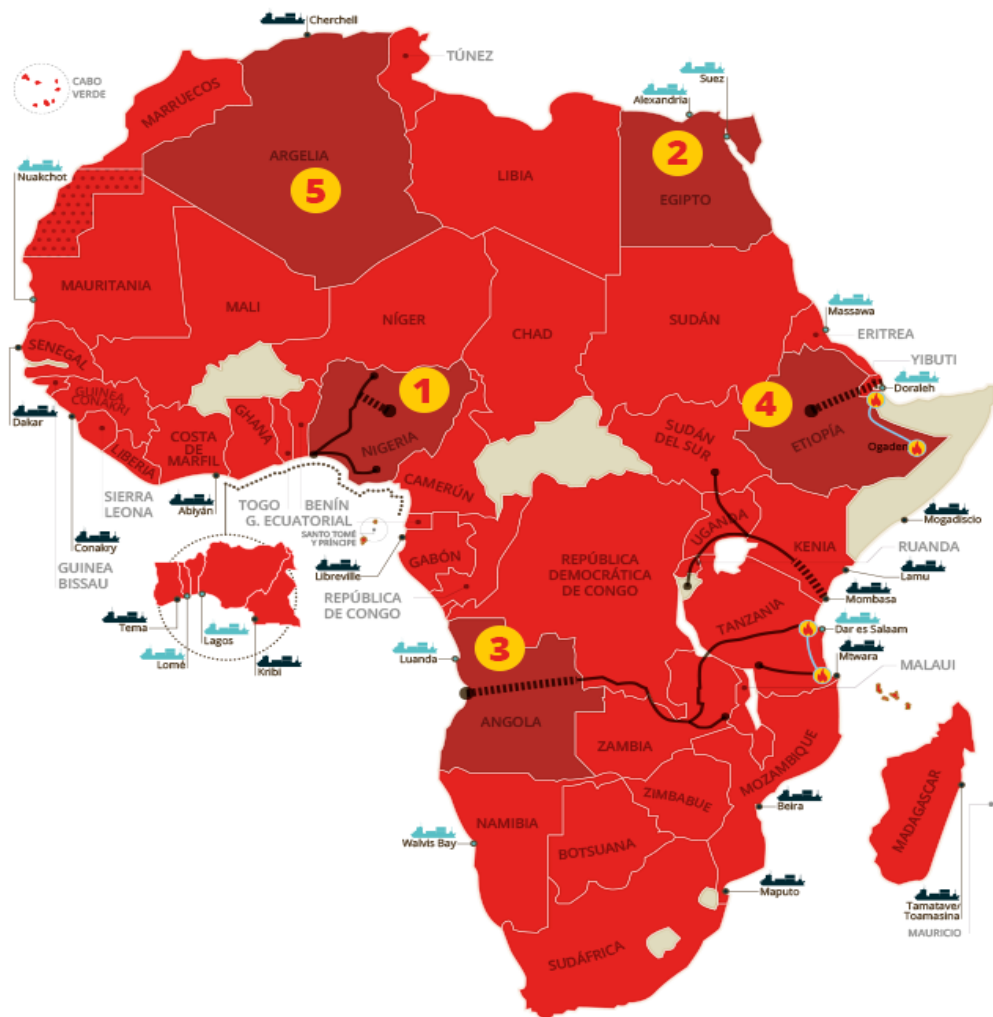 Cherchell
TÚNEZ
CABO
VERDE
Suez
Alexandria
MARRUECOS
ARGELIA
5
2
LIBIA
EGIPTO
Nuakchot
MAURITANIA
MALI
NÍGER
CHAD
SUDÁN
Massawa
ERITREA
YIBUTI
Doraleh
SENEGAL
GUINEA
CONAKRI
Dakar
LIBERIA
COSTA
DE
MARFIL
GHANA
1
NIGERIA
4
ETIOPÍA
Ogaden
SUDÁN
DEL SUR
CAMERÚN
SIERRA
LEONA
Abiyán
TOGO
BENÍN
G. ECUATORIAL
SANTO TOMÉ
Y PRÍNCIPE
Mogadiscio
Conakry
GUINEA
BISSAU
Libreville
GABÓN
REPÚBLICA
DE CONGO
REPÚBLICA
DEMOCRÁTICA
DE CONGO
UGANDA
KENIA
RUANDA
Lamu
Mombasa
TANZANIA
Dar es Salaam
Mtwara
MALAUI
Tema
Lagos
Lomé
Kribi
Luanda
3
ANGOLA
ZAMBIA
MOZAMBIQUE
ZIMBABUE
Beira
MADAGASCAR
NAMIBIA
Walvis Bay
BOTSUANA
Maputo
Tamatave/
Toamasina
MAURICIO
SUDÁFRICA